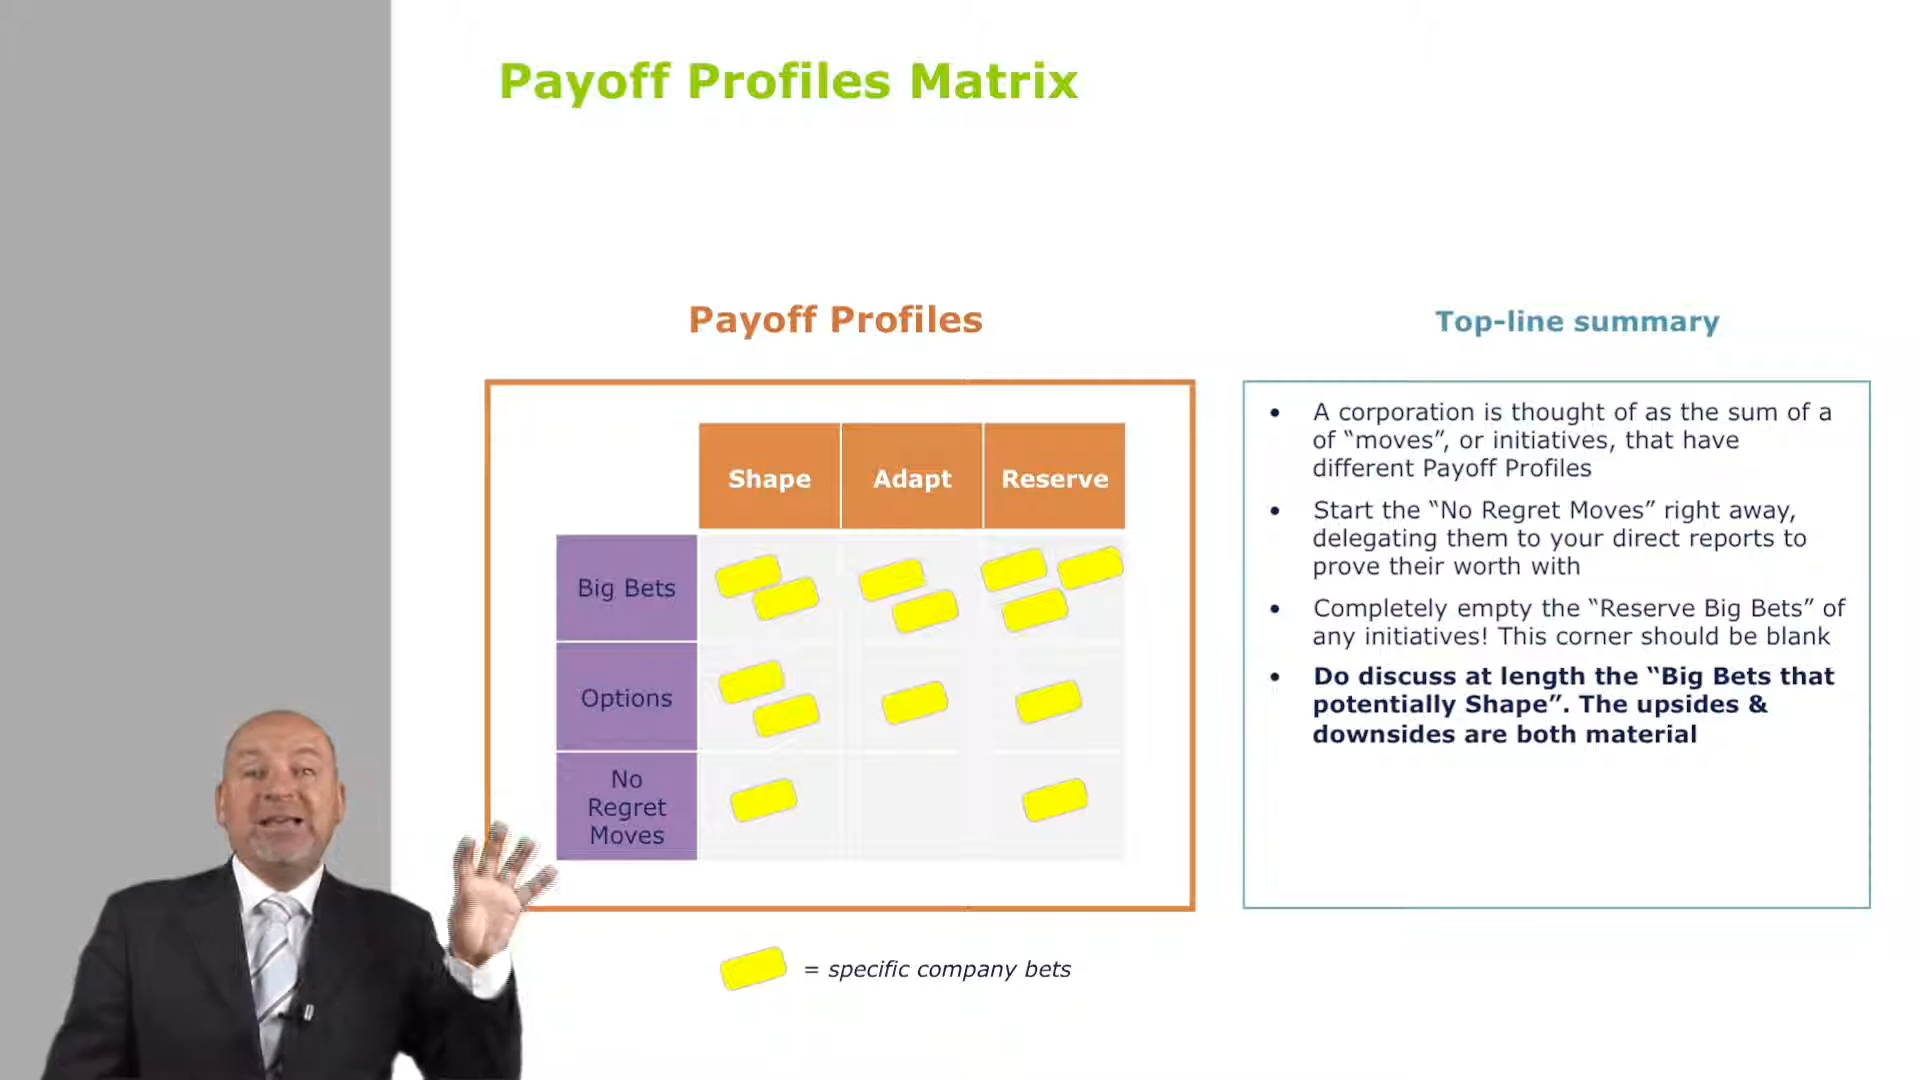 Payoff Profiles Matrix
Payoff Profiles
Shape Adapt Reserve
Big Bets
Options
No
Regret
Moves
= specific company bets
Top-line summary
• A corporation is thought of as the sum of a
of “moves”, or initiatives, that have
different Payoff Profiles
• Start the “No Regret Moves” right away,
delegating them to your direct reports to
prove their worth with
• Completely empty the “Reserve Big Bets” of
any initiatives! This corner should be blank
• Do discuss at length the “Big Bets that
potentially Shape”. The upsides &
downsides are both material